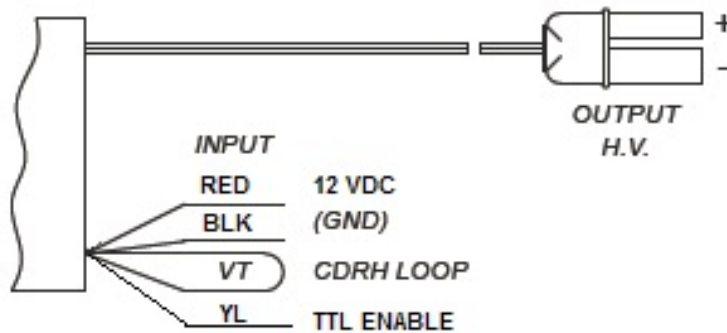 +
-
OUTPUT
H.V.
INPUT
RED 12 VDC
BLK (GND)
VT CDRH LOOP
YL TTL ENABLE